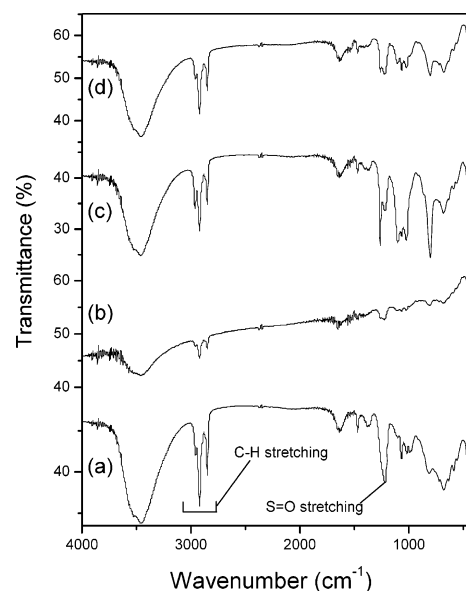 60
50
40
(d)
40
30
(c)
60
50
40
(b)
40
(a)
C-H stretching
S=O stretching
Transmittance (%)
4000 3000 2000 1000
Wavenumber (cm⁻¹)